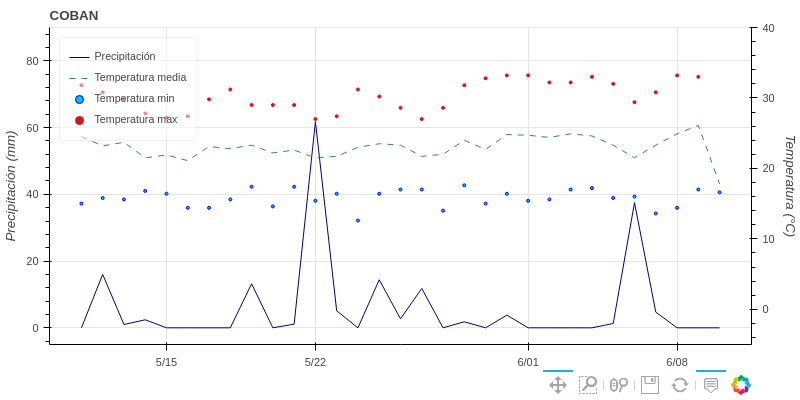 COBAN
Precipitación
Temperatura media
Temperatura min
Temperatura max
Precipitación (mm)
80
60
40
20
0
Temperatura (°C)
40
30
20
10
0
5/15
5/22
6/01
6/08